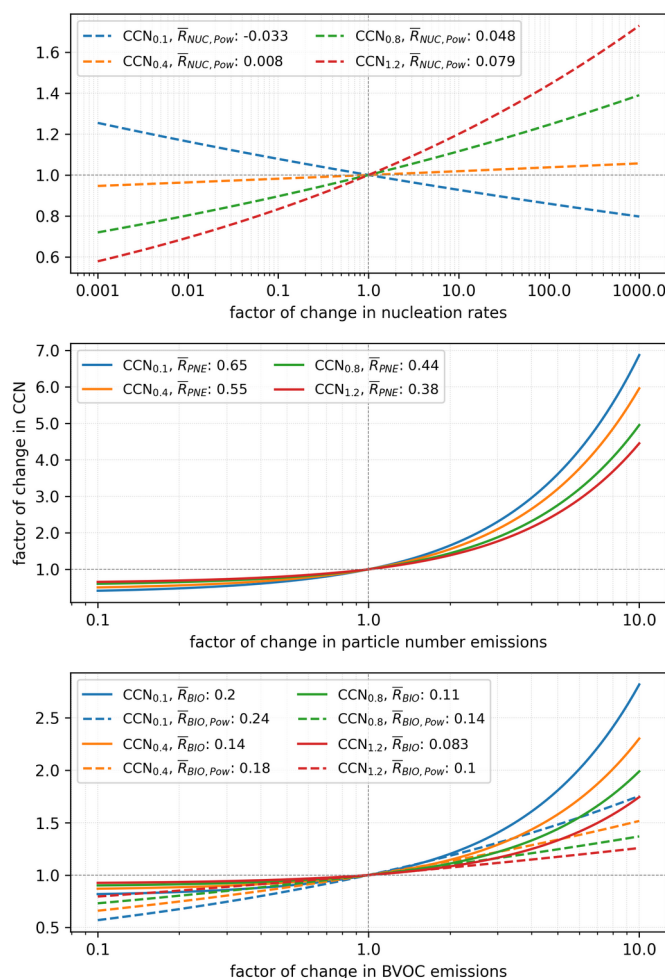 CCN0.1, R̅NUC,Pow: -0.033
CCN0.4, R̅NUC,Pow: 0.008
CCN0.8, R̅NUC,Pow: 0.048
CCN1.2, R̅NUC,Pow: 0.079
1.6
1.4
1.2
1.0
0.8
0.6
0.001 0.01 0.1 1.0 10.0 100.0 1000.0
factor of change in nucleation rates
factor of change in CCN
CCN0.1, R̅PNE: 0.65
CCN0.4, R̅PNE: 0.55
CCN0.8, R̅PNE: 0.44
CCN1.2, R̅PNE: 0.38
7.0
6.0
5.0
4.0
3.0
2.0
1.0
0.1 1.0 10.0
factor of change in particle number emissions
CCN0.1, R̅BIO: 0.2
CCN0.1, R̅BIO,Pow: 0.24
CCN0.4, R̅BIO: 0.14
CCN0.4, R̅BIO,Pow: 0.18
CCN0.8, R̅BIO: 0.11
CCN0.8, R̅BIO,Pow: 0.14
CCN1.2, R̅BIO: 0.083
CCN1.2, R̅BIO,Pow: 0.1
2.5
2.0
1.5
1.0
0.5
0.1 1.0 10.0
factor of change in BVOC emissions